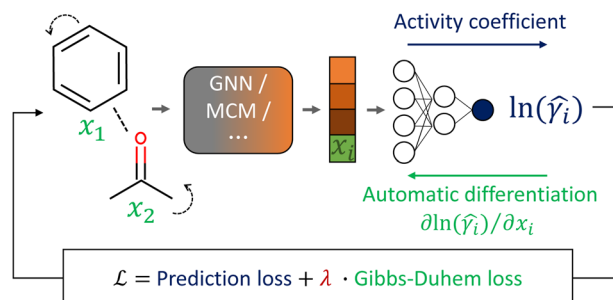 Activity coefficient
GNN /
MCM /
...
x₁
O
x₂
xᵢ
ln(γ̂ᵢ)
Automatic differentiation
∂ln(γ̂ᵢ)/∂xᵢ
ℒ = Prediction loss + λ · Gibbs-Duhem loss